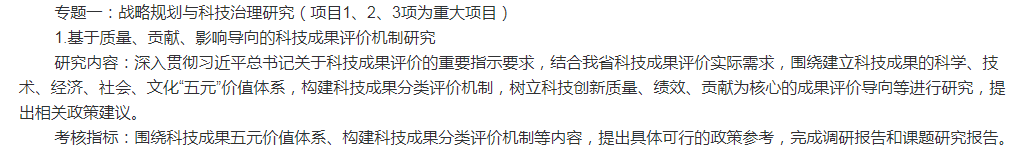 专题一：战略规划与科技治理研究（项目1、2、3项为重大项目）
1.基于质量、贡献、影响导向的科技成果评价机制研究
研究内容：深入贯彻习近平总书记关于科技成果评价的重要指示要求，结合我省科技成果评价实际需求，围绕建立科技成果的科学、技
术、经济、社会、文化“五元”价值体系，构建科技成果分类评价机制，树立科技创新质量、绩效、贡献为核心的成果评价导向等进行研究，提
出相关政策建议。
考核指标：围绕科技成果五元价值体系、构建科技成果分类评价机制等内容，提出具体可行的政策参考，完成调研报告和课题研究报告。